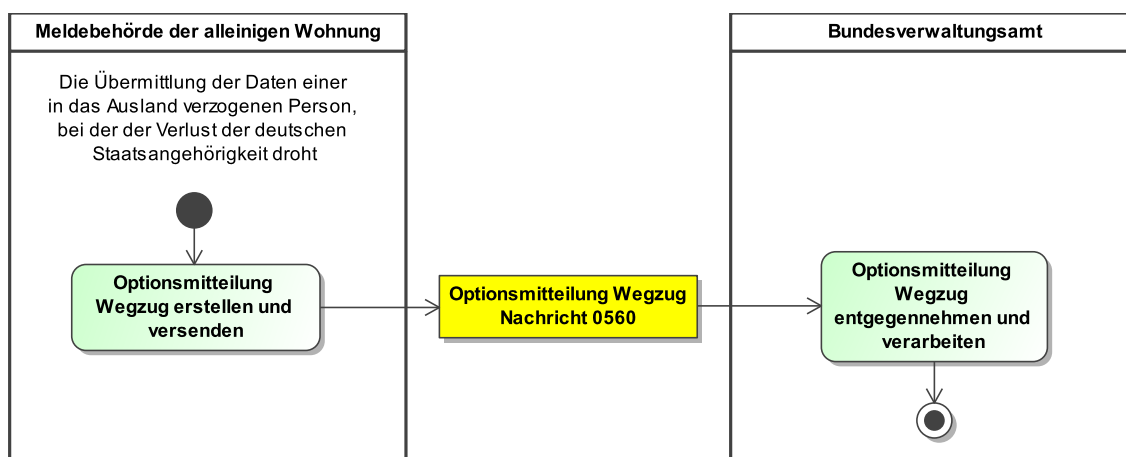 Meldebehörde der alleinigen Wohnung
Bundesverwaltungsamt
Die Übermittlung der Daten einer
in das Ausland verzogenen Person,
bei der der Verlust der deutschen
Staatsangehörigkeit droht
Optionsmitteilung
Wegzug erstellen und
versenden
Optionsmitteilung Wegzug
Nachricht 0560
Optionsmitteilung
Wegzug
entgegennehmen und
verarbeiten